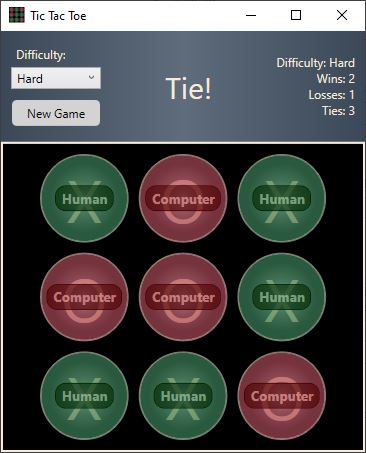 Tic Tac Toe
Difficulty:
Hard
New Game
Tie!
Difficulty: Hard
Wins: 2
Losses: 1
Ties: 3
X Human
O Computer
X Human
O Computer
O Computer
X Human
X Human
X Human
O Computer